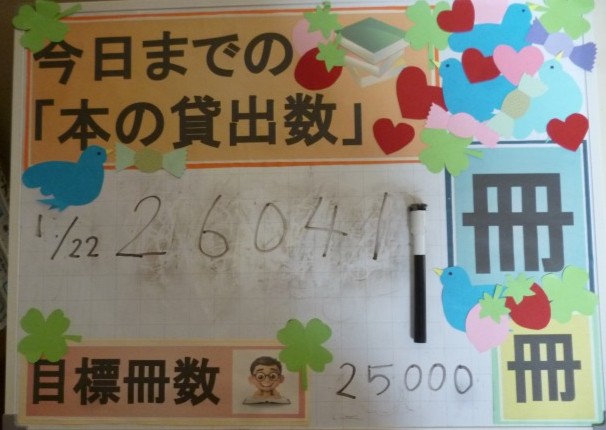 今日までの
「本の貸出数」
1/22 26041 冊
目標冊数 25000 冊